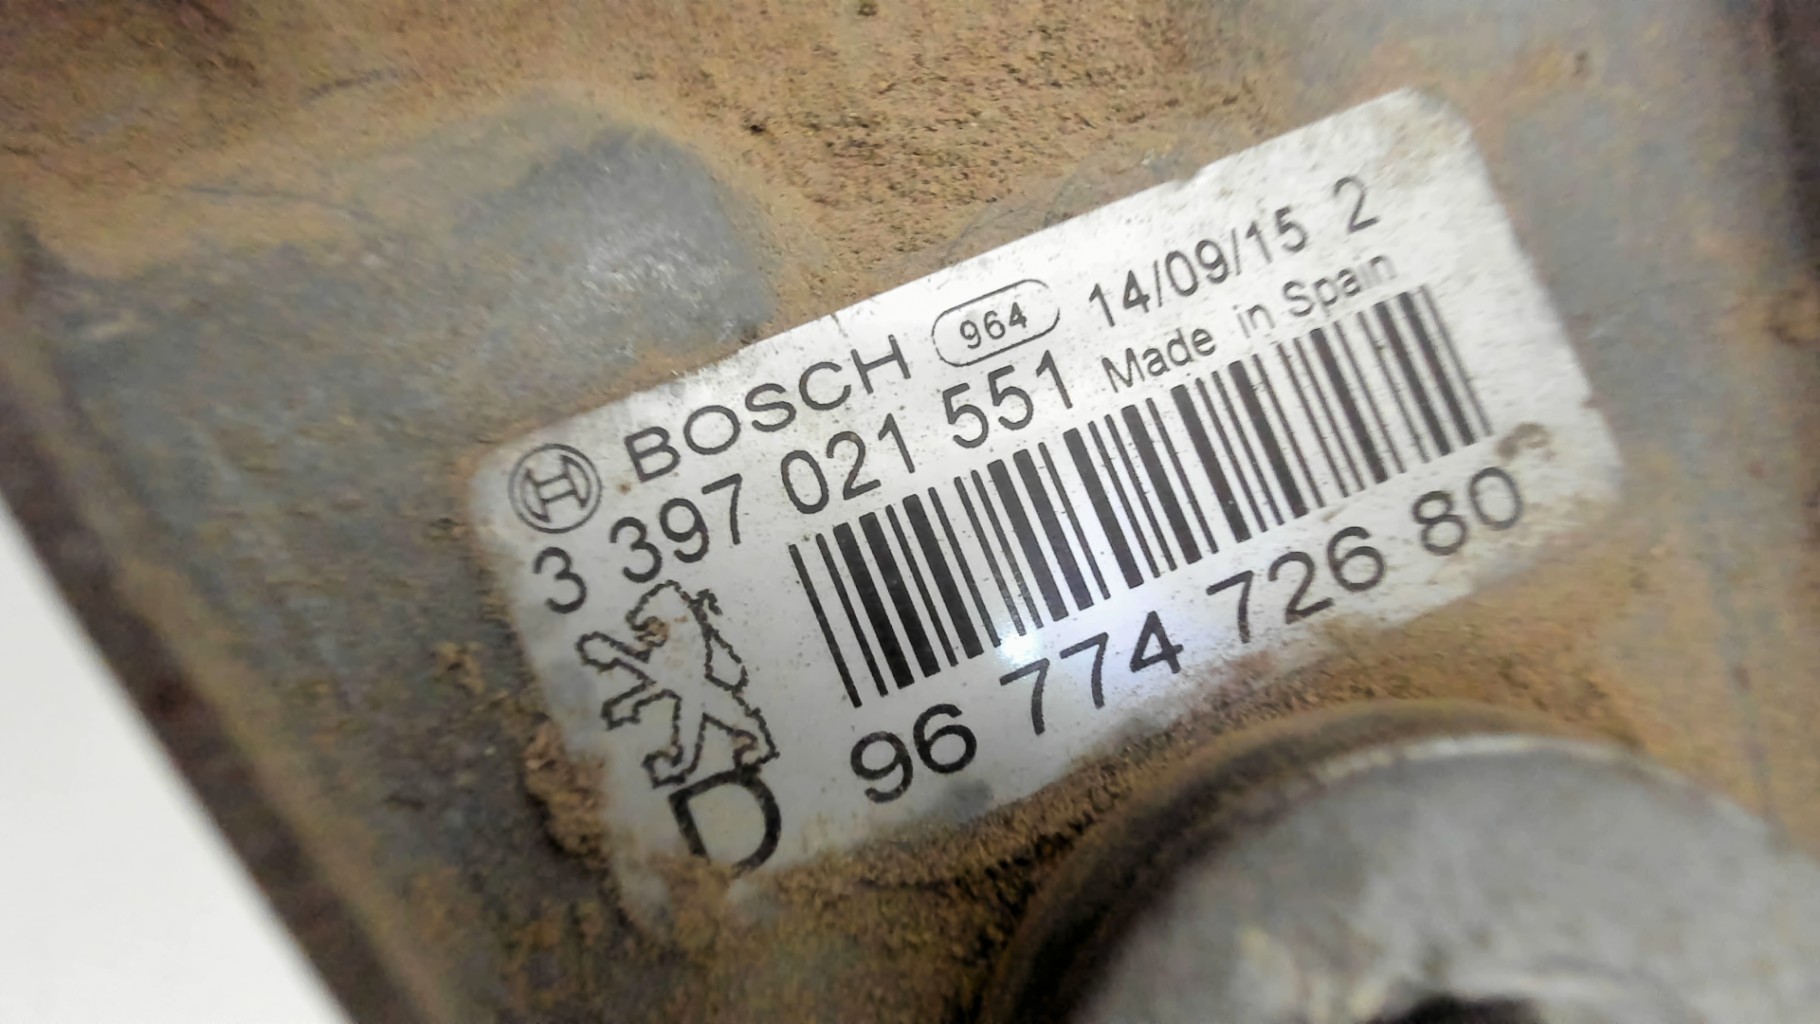 BOSCH 964 14/09/15 2
3 397 021 551 Made in Spain
96 774 726 80
D